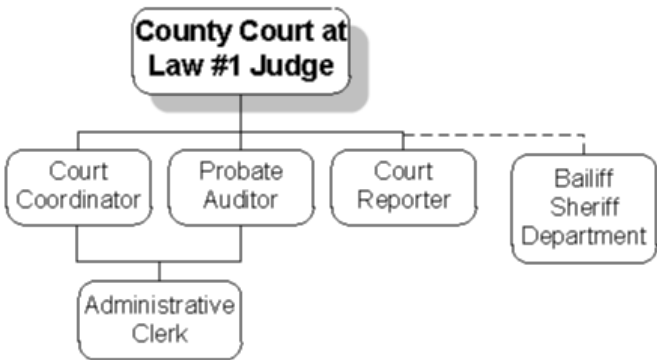 County Court at
Law #1 Judge
Court
Coordinator
Probate
Auditor
Court
Reporter
Bailiff
Sheriff
Department
Administrative
Clerk